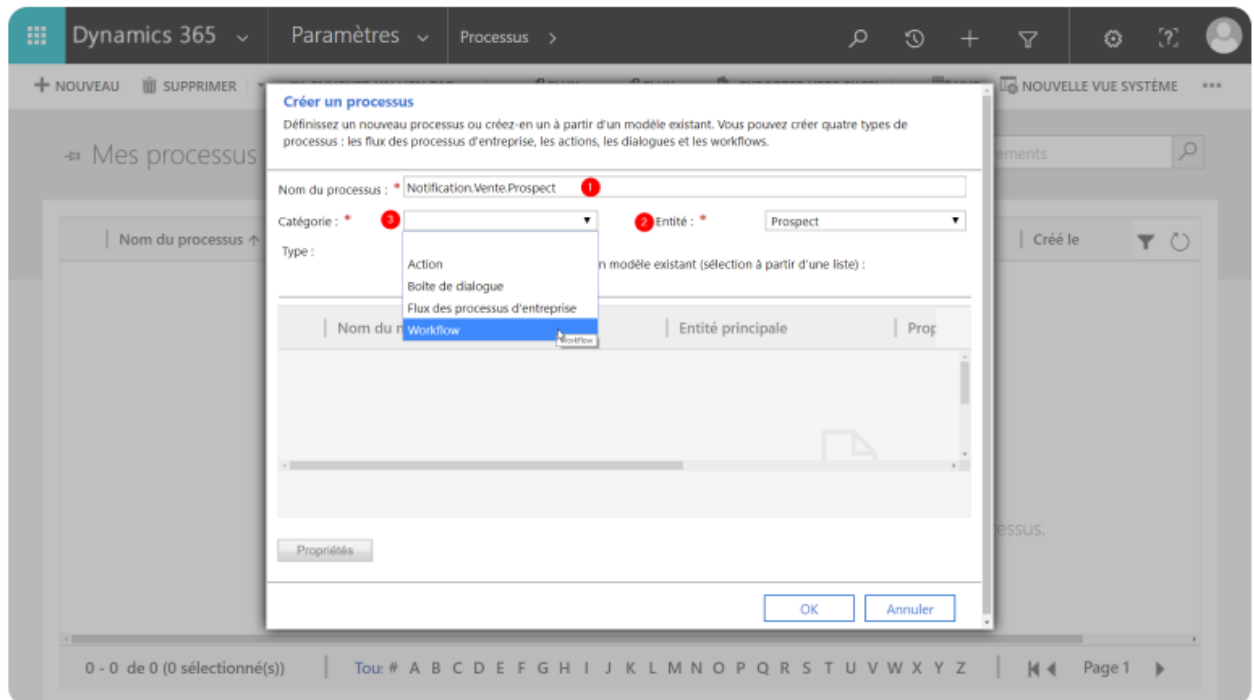 Dynamics 365 Paramètres Processus
NOUVEAU SUPPRIMER NOUVELLE VUE SYSTÈME
Créer un processus
Définissez un nouveau processus ou créez-en un à partir d'un modèle existant. Vous pouvez créer quatre types de
processus : les flux des processus d'entreprise, les actions, les dialogues et les workflows.
Mes processus
Nom du processus : * Notification.Vente.Prospect 1
Catégorie : * 3 2 Entité : * Prospect
Nom du processus Créé le
Type :
n modèle existant (sélection à partir d'une liste) :
Action
Boîte de dialogue
Flux des processus d'entreprise
Workflow
Workflow
Nom du Entité principale Prop
Propriétés
OK Annuler
0 - 0 de 0 (0 sélectionné(s)) Tou: # A B C D E F G H I J K L M N O P Q R S T U V W X Y Z Page 1